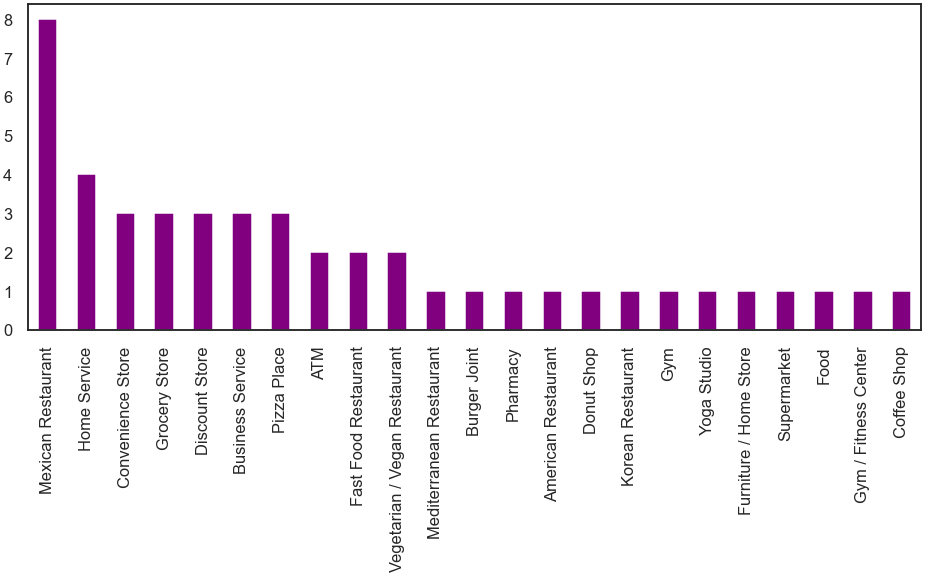 8
7
6
5
4
3
2
1
0
Mexican Restaurant
Home Service
Convenience Store
Grocery Store
Discount Store
Business Service
Pizza Place
ATM
Fast Food Restaurant
Vegetarian / Vegan Restaurant
Mediterranean Restaurant
Burger Joint
Pharmacy
American Restaurant
Donut Shop
Korean Restaurant
Gym
Yoga Studio
Furniture / Home Store
Supermarket
Food
Gym / Fitness Center
Coffee Shop